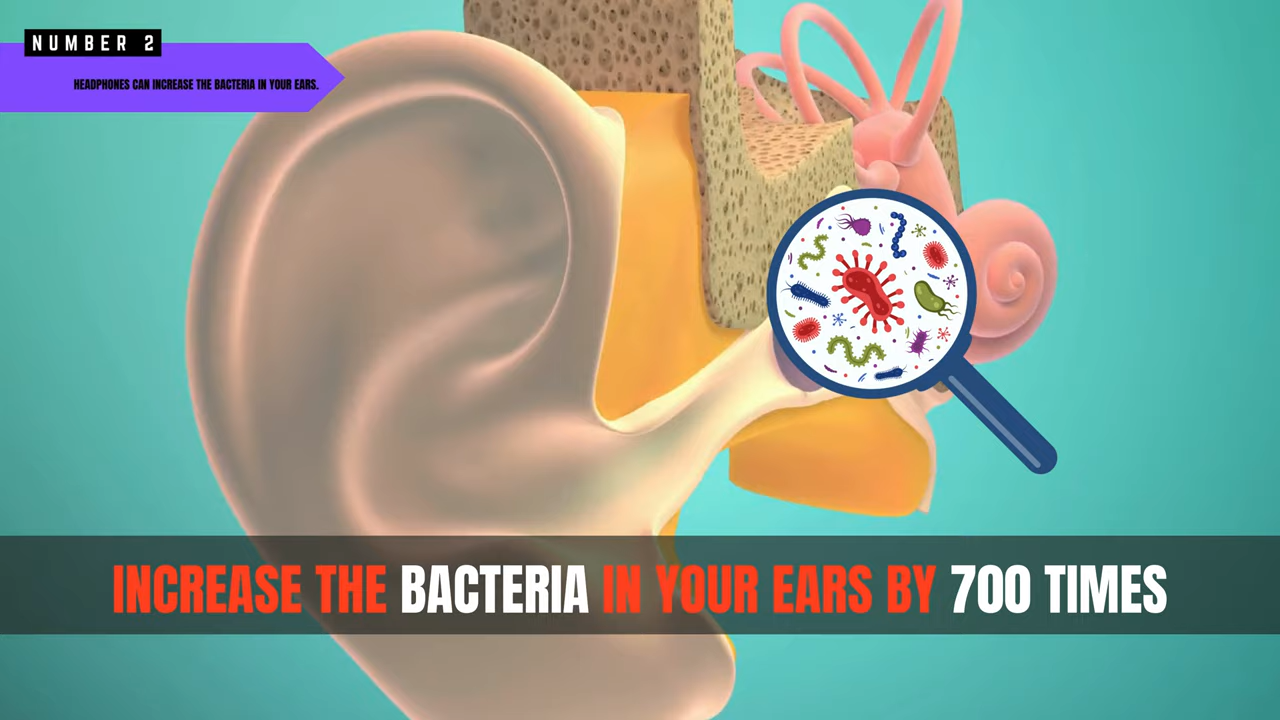 NUMBER 2
HEADPHONES CAN INCREASE THE BACTERIA IN YOUR EARS.
INCREASE THE BACTERIA IN YOUR EARS BY 700 TIMES